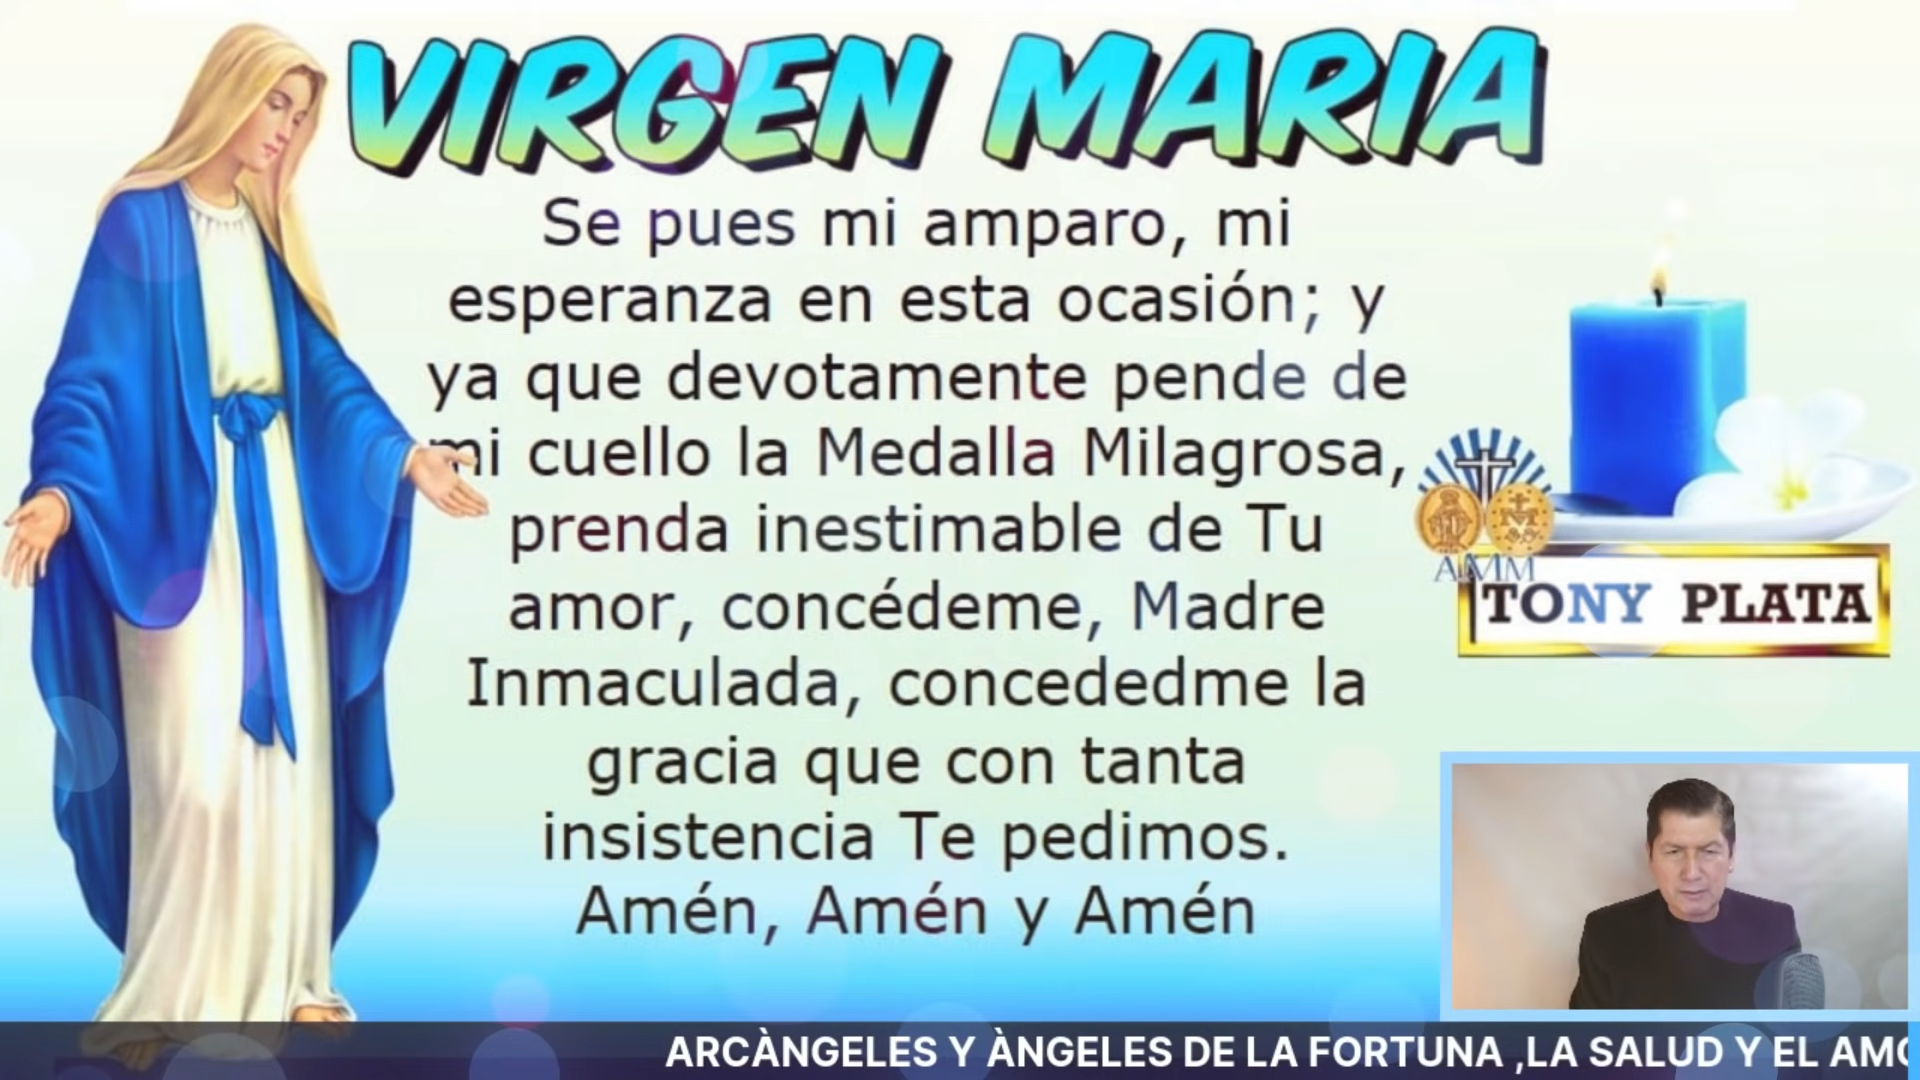 VIRGEN MARIA
Se pues mi amparo, mi
esperanza en esta ocasión; y
ya que devotamente pende de
mi cuello la Medalla Milagrosa,
prenda inestimable de Tu
amor, concédeme, Madre
Inmaculada, concededme la
gracia que con tanta
insistencia Te pedimos.
Amén, Amén y Amén
AMM
TONY PLATA
ARCÀNGELES Y ÀNGELES DE LA FORTUNA ,LA SALUD Y EL